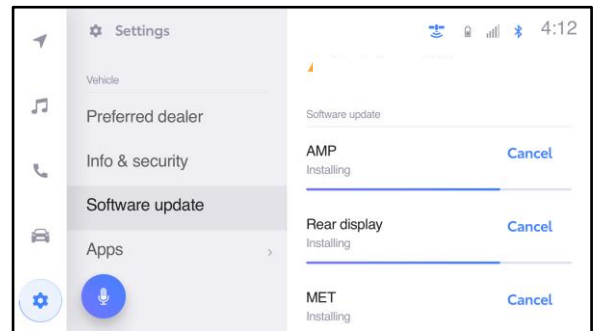 Settings
4:12
Vehicle
Preferred dealer
Info & security
Software update
Apps
Software update
AMP
Cancel
Installing
Rear display
Cancel
Installing
MET
Cancel
Installing